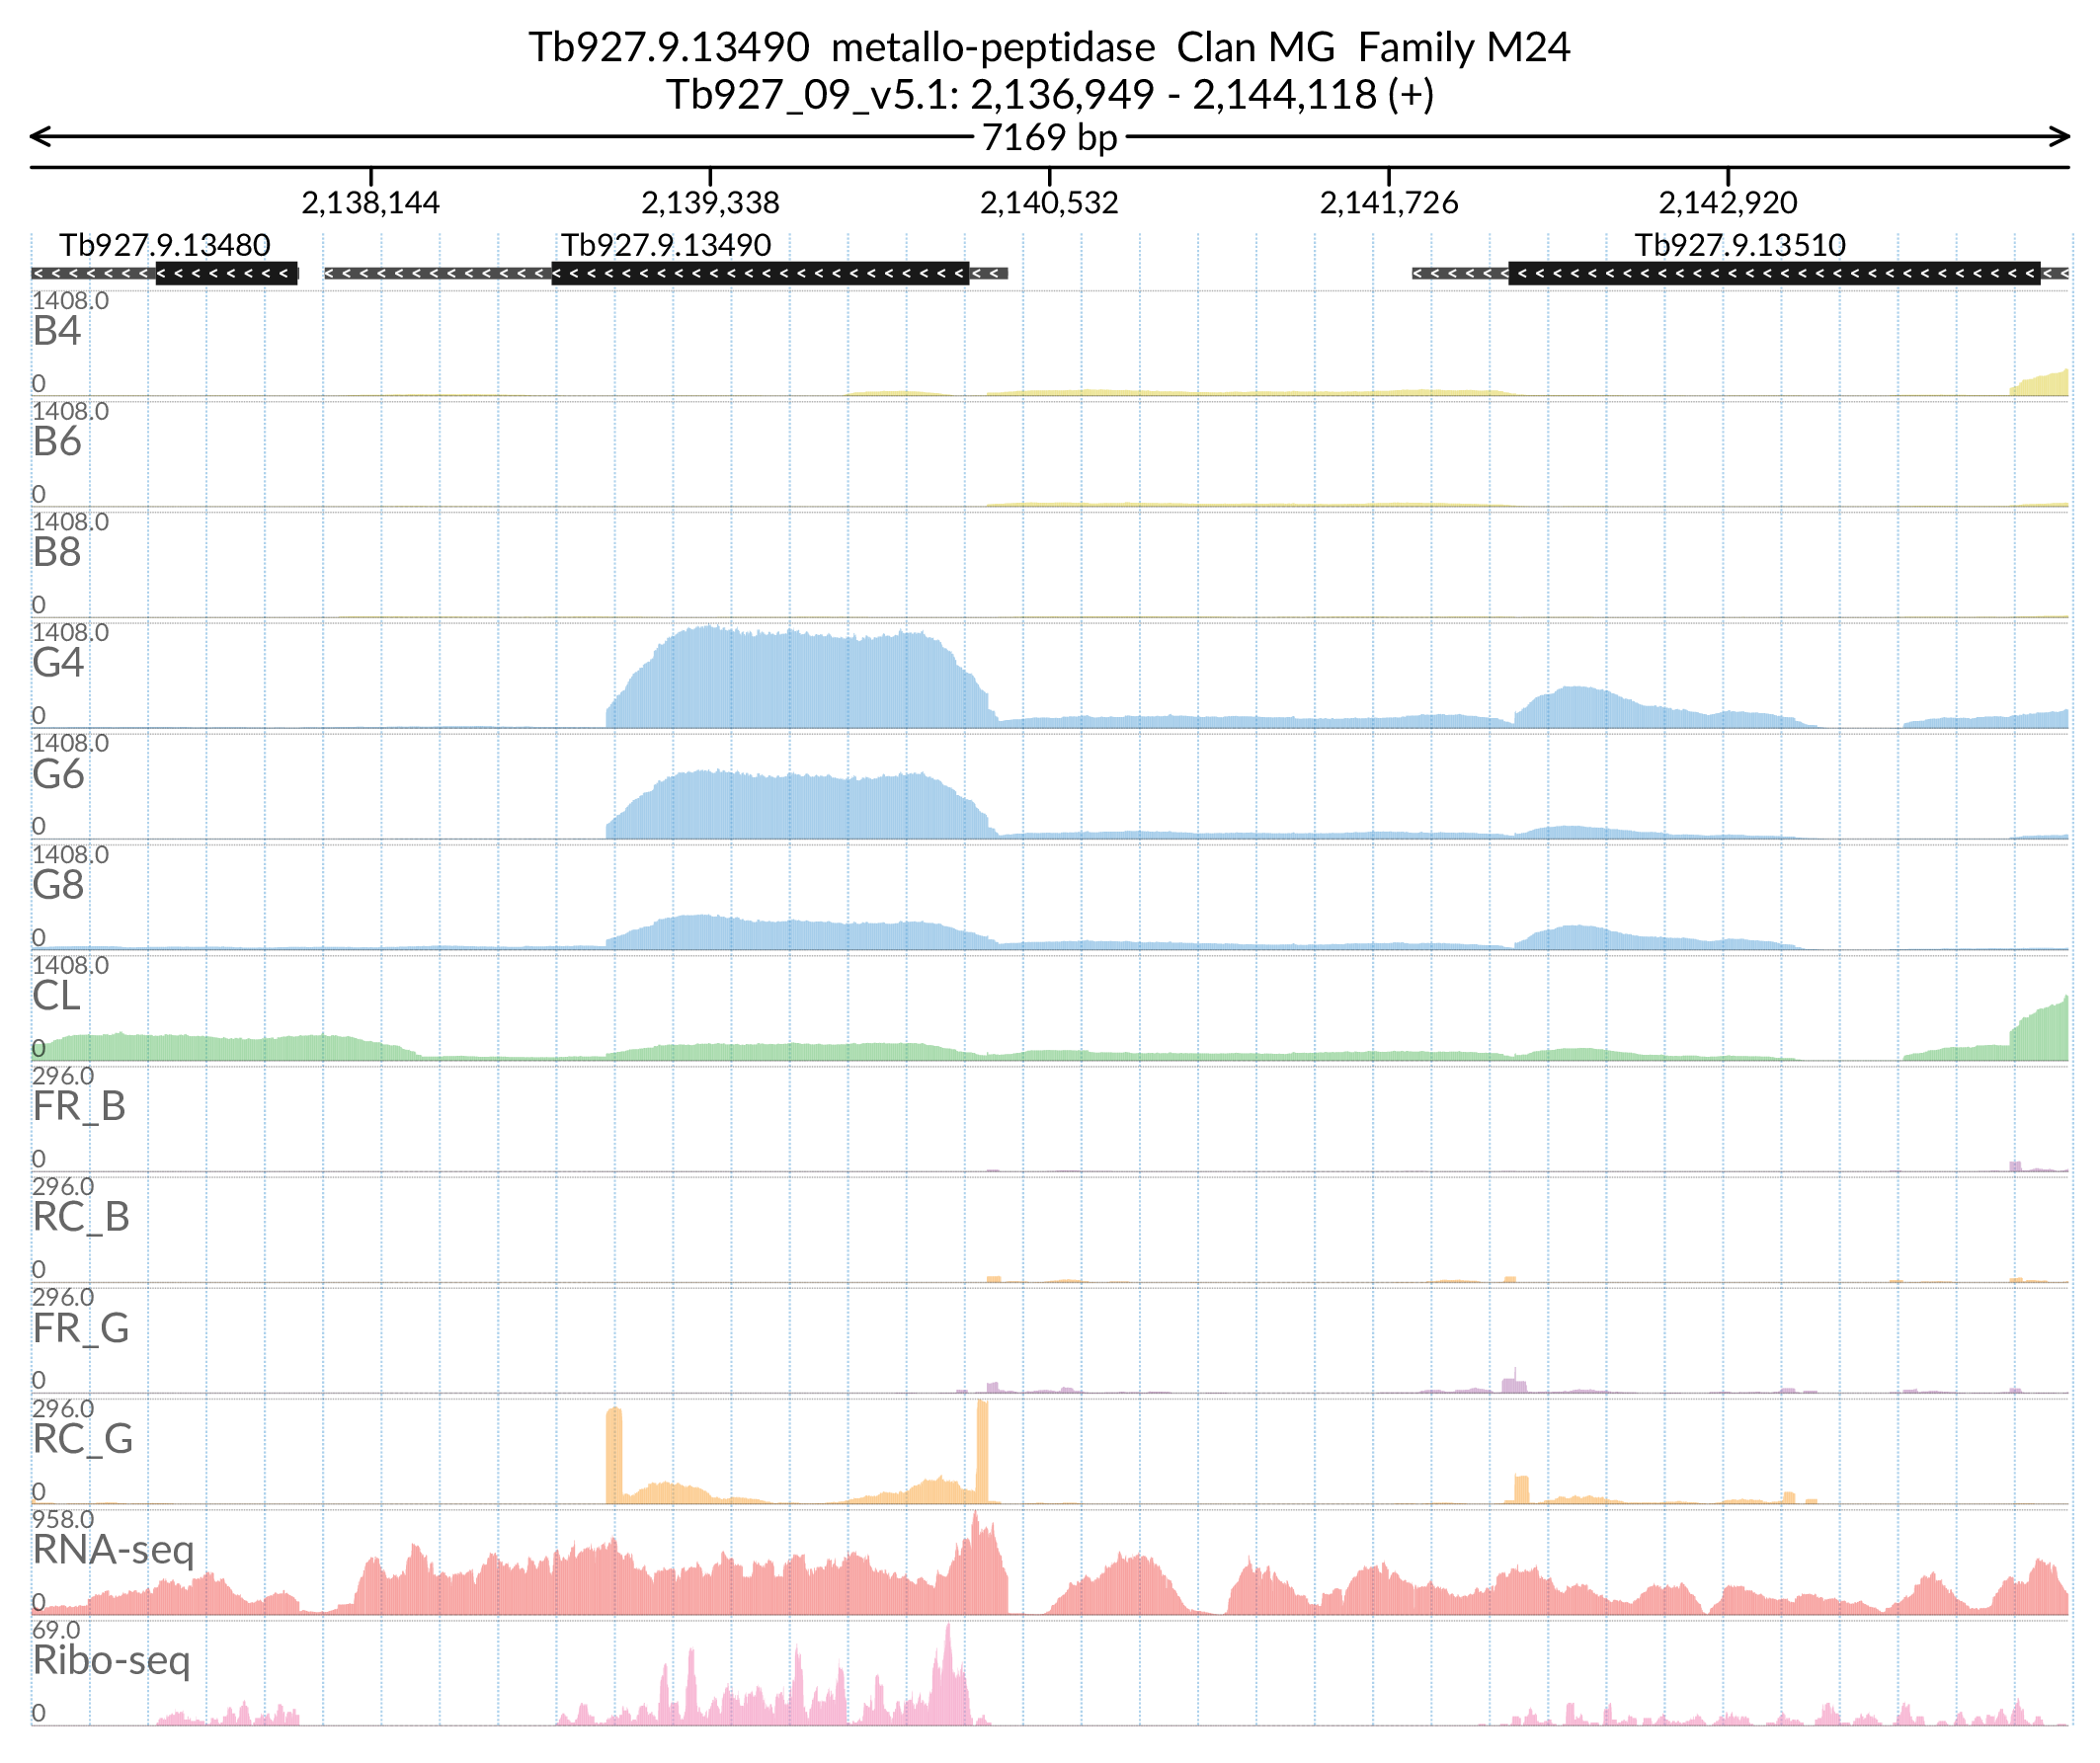 Tb927.9.13490 metallo-peptidase Clan MG Family M24
Tb927_09_v5.1: 2,136,949 - 2,144,118 (+)
7169 bp
2,138,144 2,139,338 2,140,532 2,141,726 2,142,920
Tb927.9.13480 Tb927.9.13490 Tb927.9.13510
1408.0
B4
0
1408.0
B6
0
1408.0
B8
0
1408.0
G4
0
1408.0
G6
0
1408.0
G8
0
1408.0
CL
0
296.0
FR_B
0
296.0
RC_B
0
296.0
FR_G
0
296.0
RC_G
0
958.0
RNA-seq
0
69.0
Ribo-seq
0